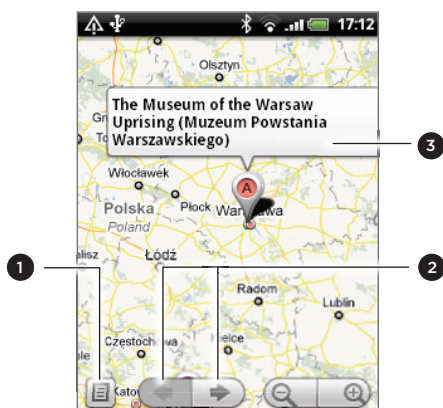 17:12
Olsztyn
The Museum of the Warsaw
Uprising (Muzeum Powstania
Warszawskiego)
3
Włocławek
A
Polska
Płock
Poland
1
Łódź
2
Radom
Lublin
Częstochowa